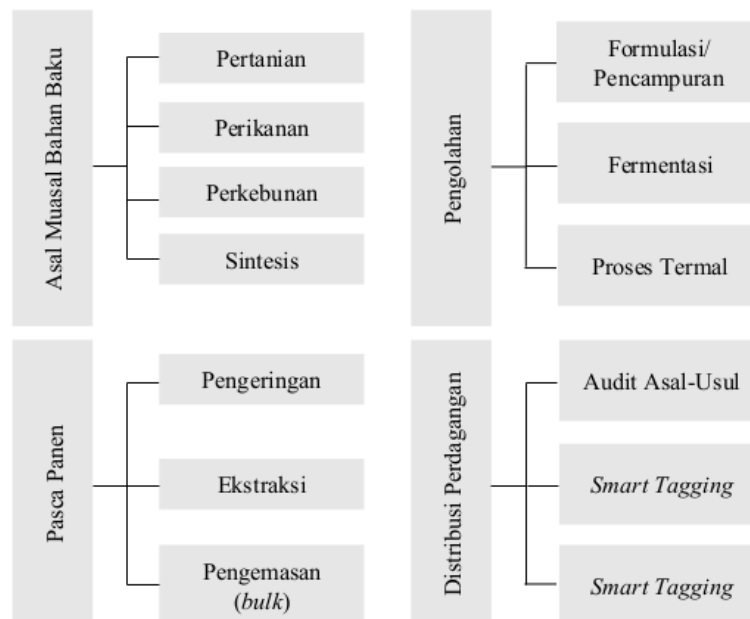 Asal Muasal Bahan Baku
Pertanian
Perikanan
Perkebunan
Sintesis
Pengolahan
Formulasi/
Pencampuran
Fermentasi
Proses Termal
Pasca Panen
Pengeringan
Ekstraksi
Pengemasan
(bulk)
Distribusi Perdagangan
Audit Asal-Usul
Smart Tagging
Smart Tagging